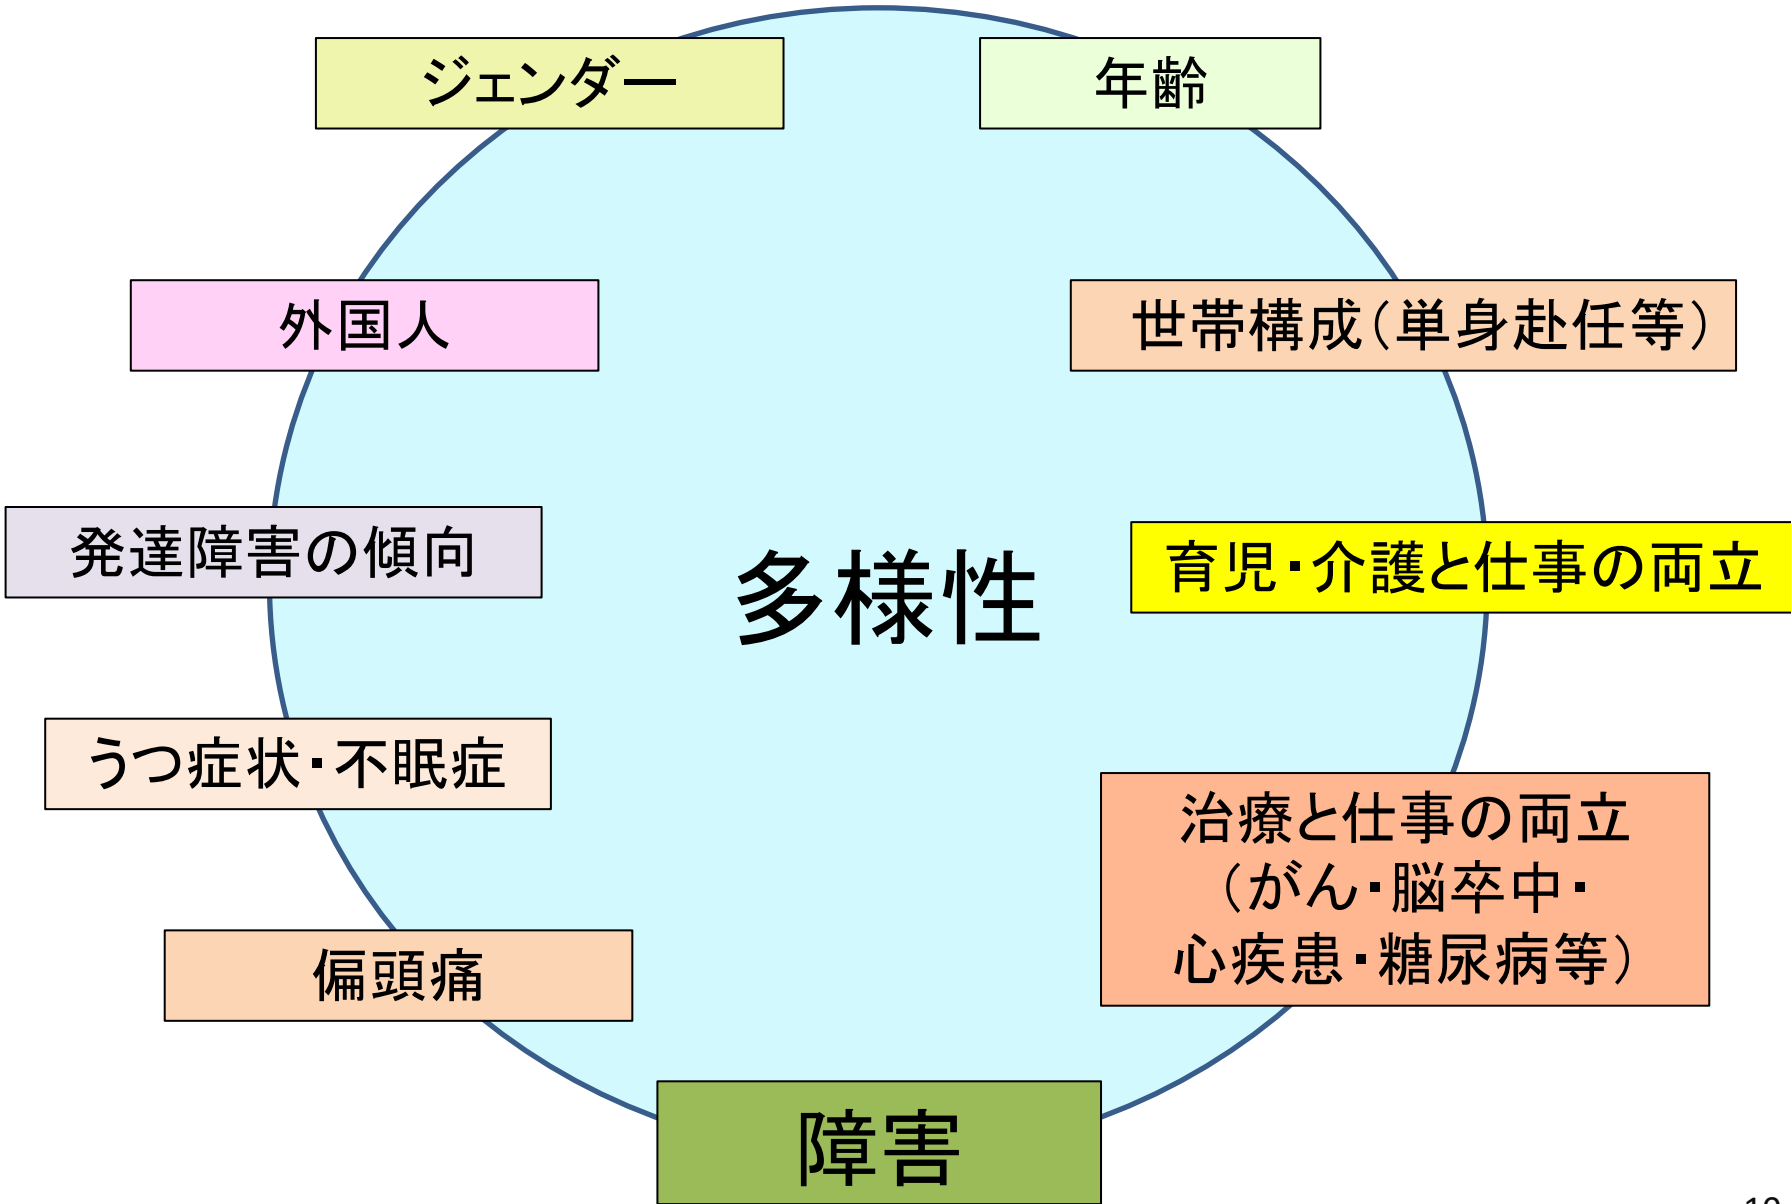 ジェンダー
年齢
外国人
世帯構成（単身赴任等）
発達障害の傾向
多様性
育児・介護と仕事の両立
うつ症状・不眠症
治療と仕事の両立
（がん・脳卒中・
心疾患・糖尿病等）
偏頭痛
障害